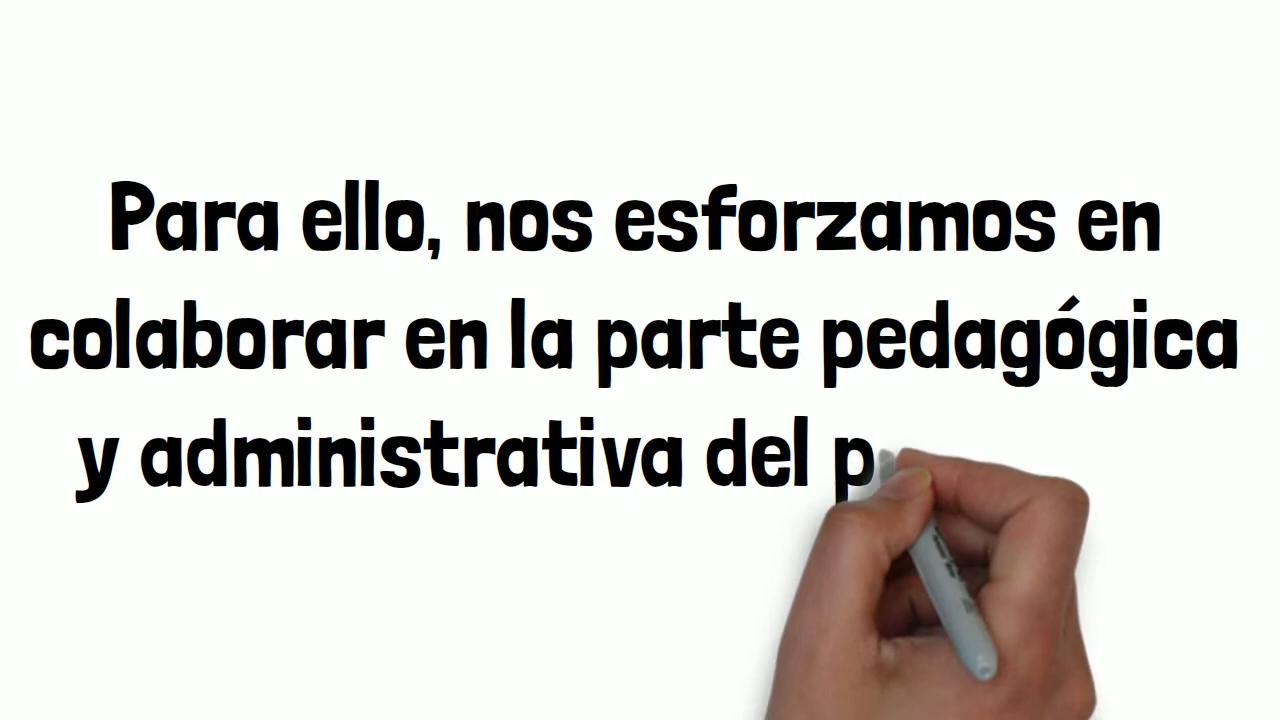 Para ello, nos esforzamos en
colaborar en la parte pedagógica
y administrativa del p